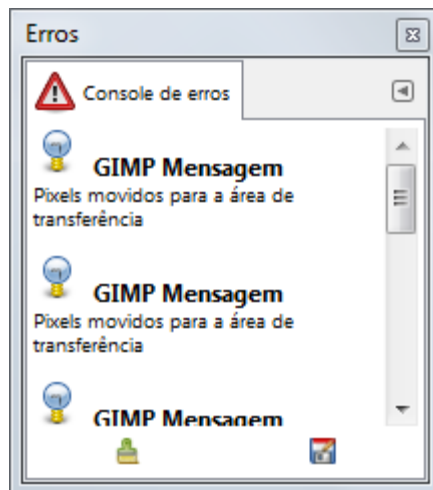 Erros
Console de erros
GIMP Mensagem
Pixels movidos para a área de
transferência
GIMP Mensagem
Pixels movidos para a área de
transferência
GIMP Mensagem